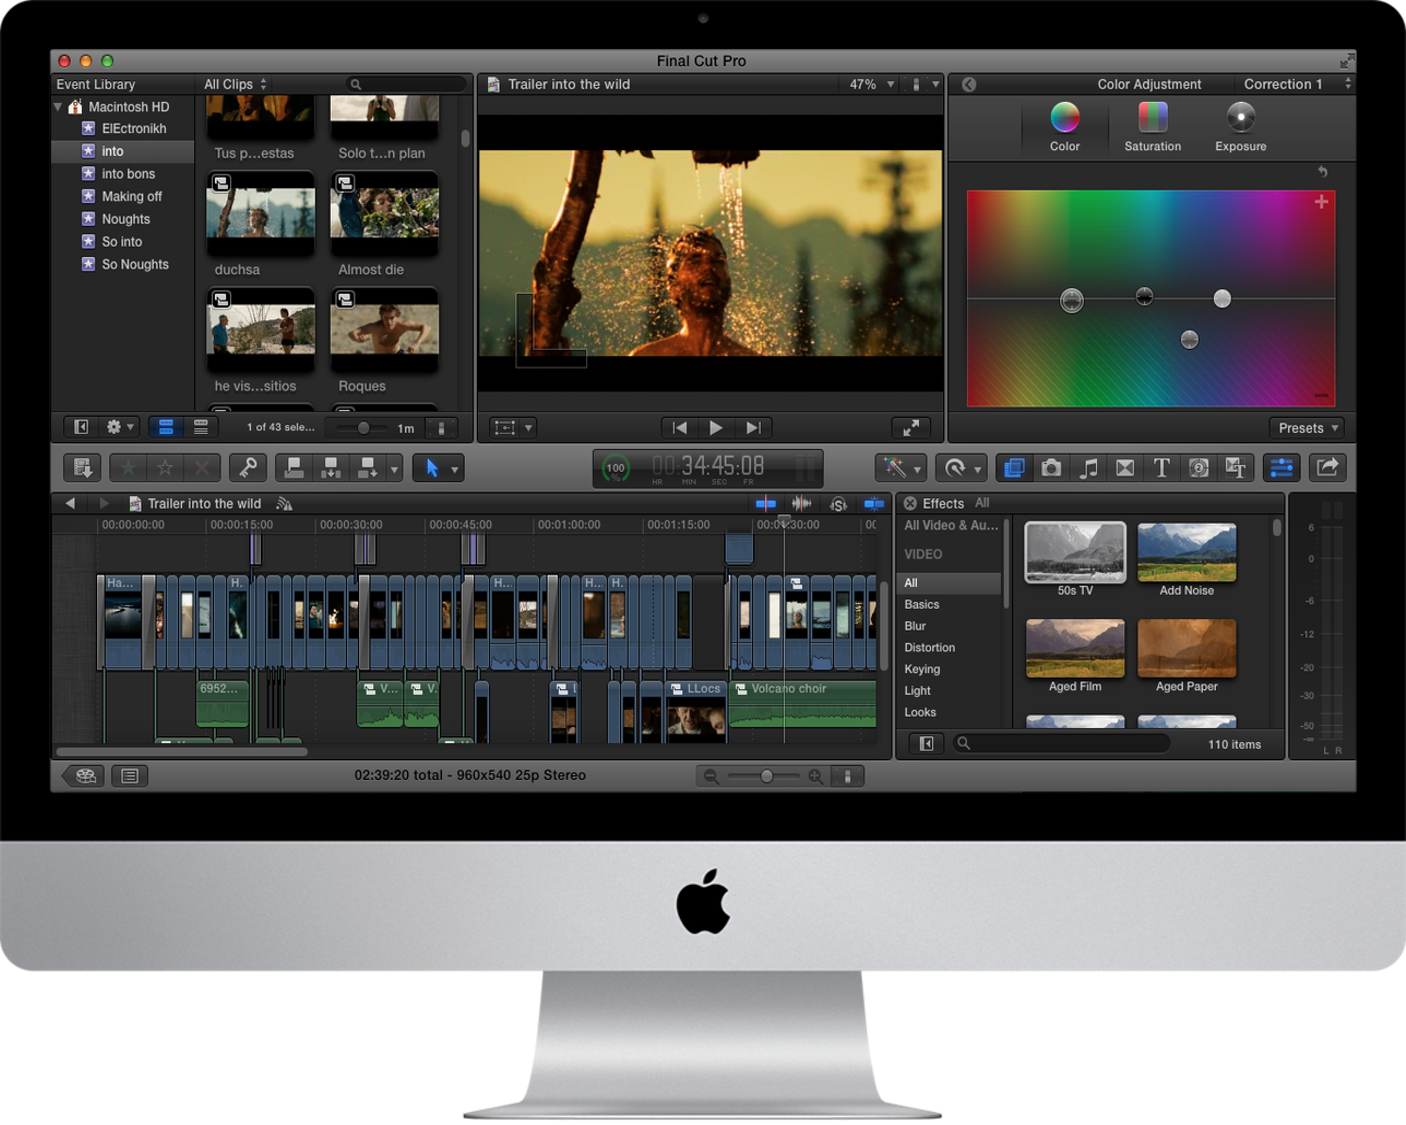 Final Cut Pro
Event Library
All Clips
Macintosh HD
ElEctronikh
into
into bons
Making off
Noughts
So into
So Noughts
Tus p...estas
Solo t...n plan
duchsa
Almost die
he vis...sitios
Roques
1 of 43 sele...
1m
Trailer into the wild
47%
Color Adjustment
Correction 1
Color
Saturation
Exposure
Presets
100
%
00:34:45:08
HR MIN SEC FR
Trailer into the wild
00:00:00:00
00:00:15:00
00:00:30:00
00:00:45:00
00:01:00:00
00:01:15:00
00:01:30:00
00
Ha...
H.
H...
H...
H.
6952...
V...
V.
LLocs
Volcano choir
02:39:20 total - 960x540 25p Stereo
Effects All
All Video & Au...
VIDEO
All
Basics
Blur
Distortion
Keying
Light
Looks
50s TV
Add Noise
Aged Film
Aged Paper
110 items
6
0
-6
-12
-20
-30
-50
-∞
L R